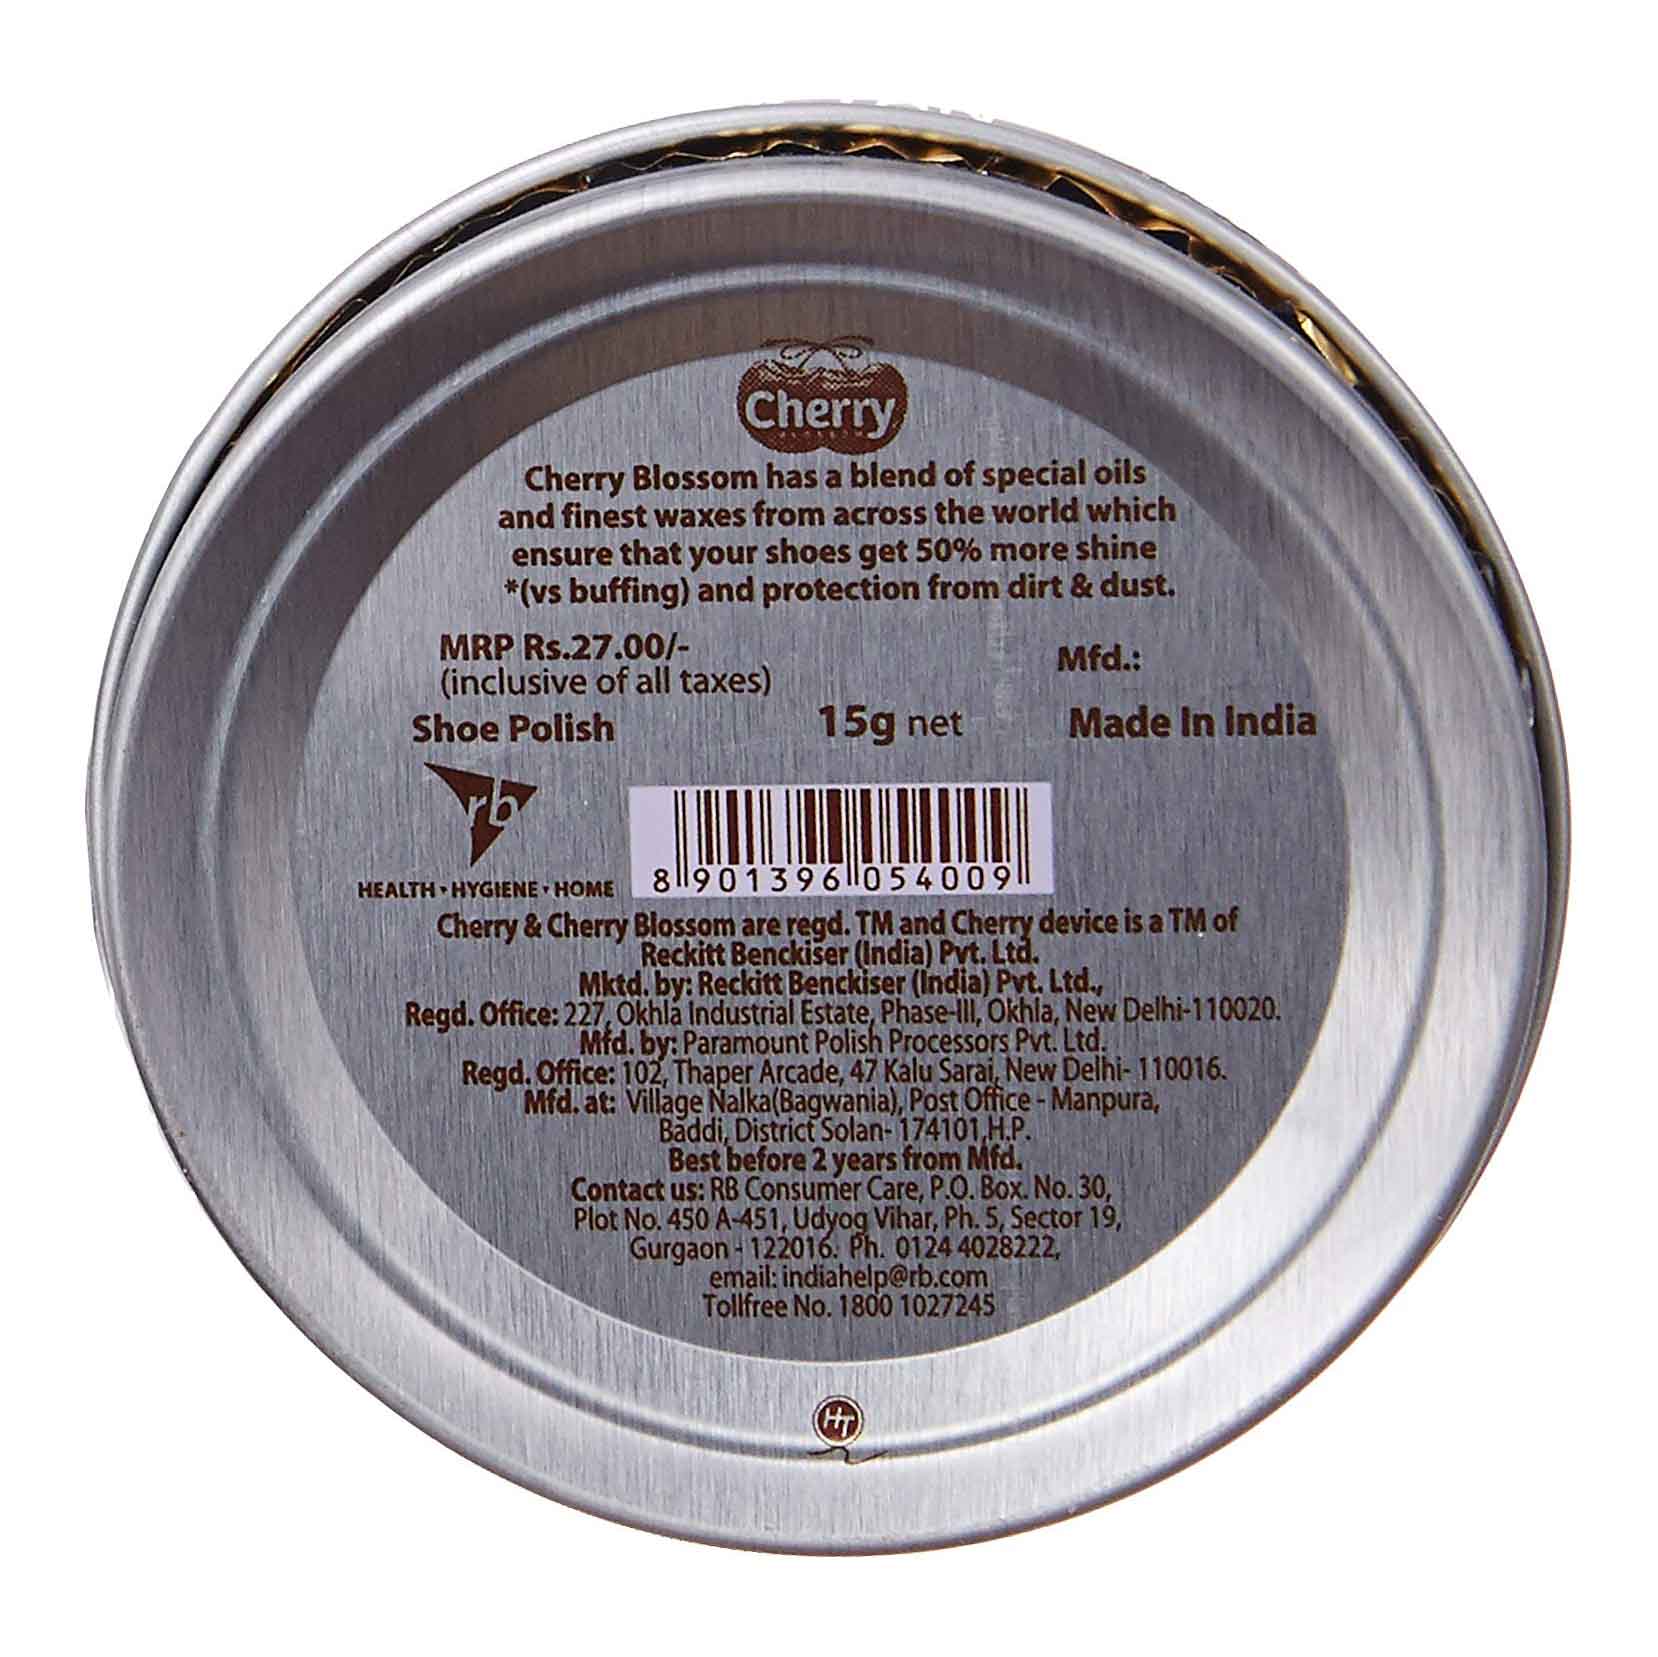 Cherry
Cherry Blossom has a blend of special oils
and finest waxes from across the world which
ensure that your shoes get 50% more shine
*(vs buffing) and protection from dirt & dust.
MRP Rs.27.00/-
(inclusive of all taxes)
Mfd.:
Shoe Polish 15g net Made In India
rb
HEALTH • HYGIENE • HOME
8 901396 054009
Cherry & Cherry Blossom are regd. TM and Cherry device is a TM of
Reckitt Benckiser (India) Pvt. Ltd.
Mktd. by: Reckitt Benckiser (India) Pvt. Ltd.,
Regd. Office: 227, Okhla Industrial Estate, Phase-III, Okhla, New Delhi-110020.
Mfd. by: Paramount Polish Processors Pvt. Ltd.
Regd. Office: 102, Thaper Arcade, 47 Kalu Sarai, New Delhi- 110016.
Mfd. at: Village Nalka(Bagwania), Post Office - Manpura,
Baddi, District Solan- 174101,H.P.
Best before 2 years from Mfd.
Contact us: RB Consumer Care, P.O. Box. No. 30,
Plot No. 450 A-451, Udyog Vihar, Ph. 5, Sector 19,
Gurgaon - 122016. Ph. 0124 4028222,
email: indiahelp@rb.com
Tollfree No. 1800 1027245
HT